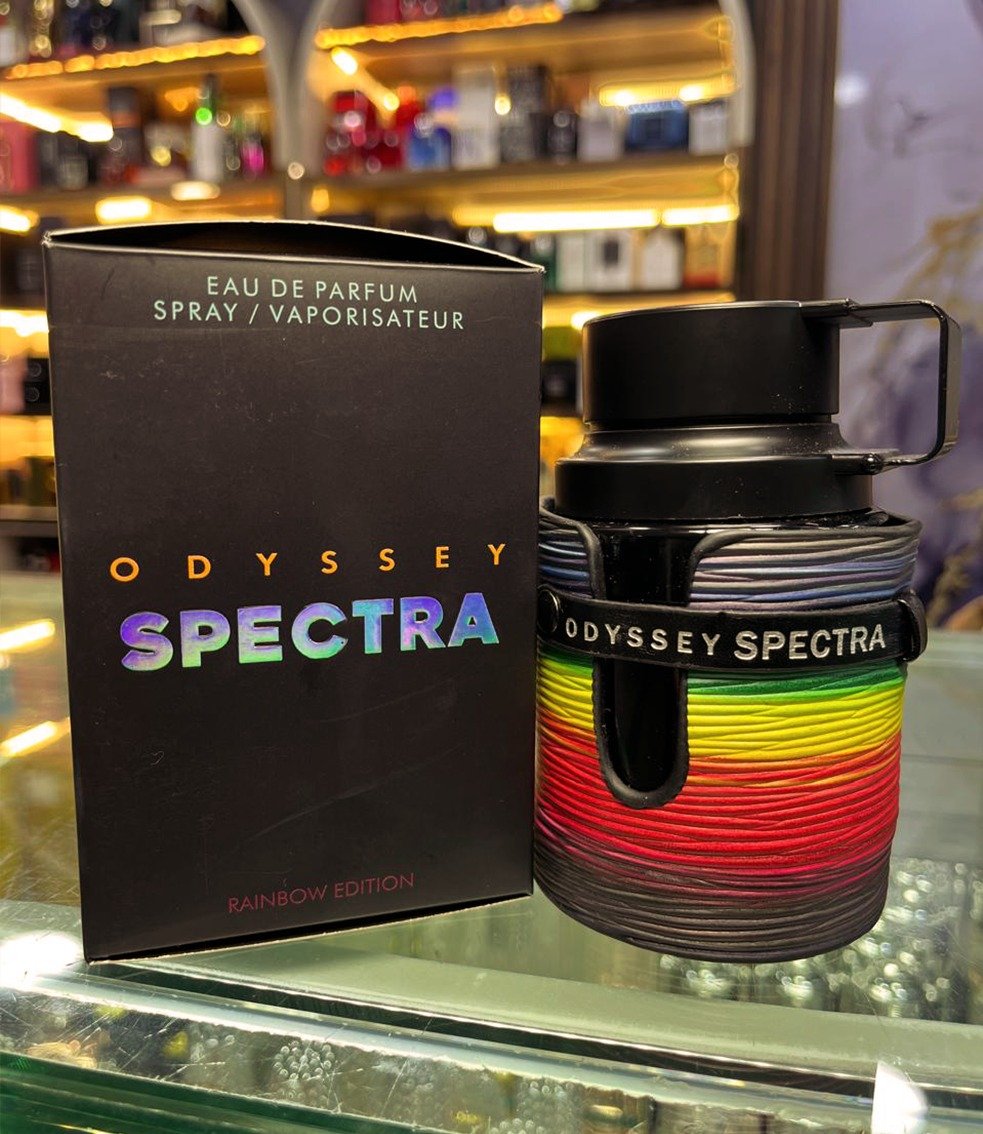 EAU DE PARFUM
SPRAY / VAPORISATEUR
ODYSSEY
SPECTRA
RAINBOW EDITION
ODYSSEY SPECTRA